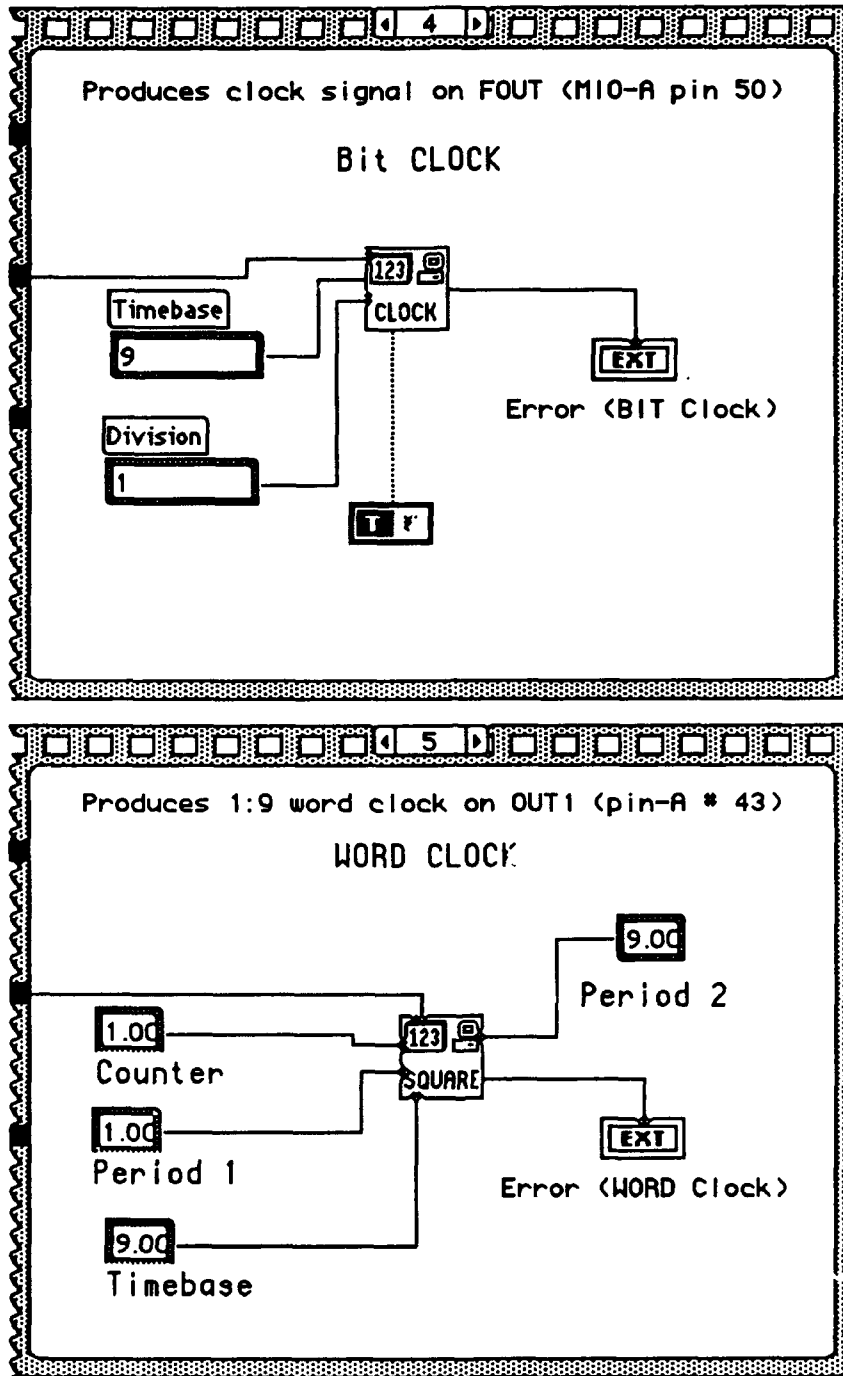 4
Produces clock signal on FOUT (MIO-A pin 50)
Bit CLOCK
123
CLOCK
Timebase
9
EXT
Error (BIT Clock)
Division
1
T
5
Produces 1:9 word clock on OUT1 (pin-A # 43)
WORD CLOCK
9.00
Period 2
1.00
Counter
123
SQUARE
1.00
Period 1
EXT
Error (WORD Clock)
9.00
Timebase